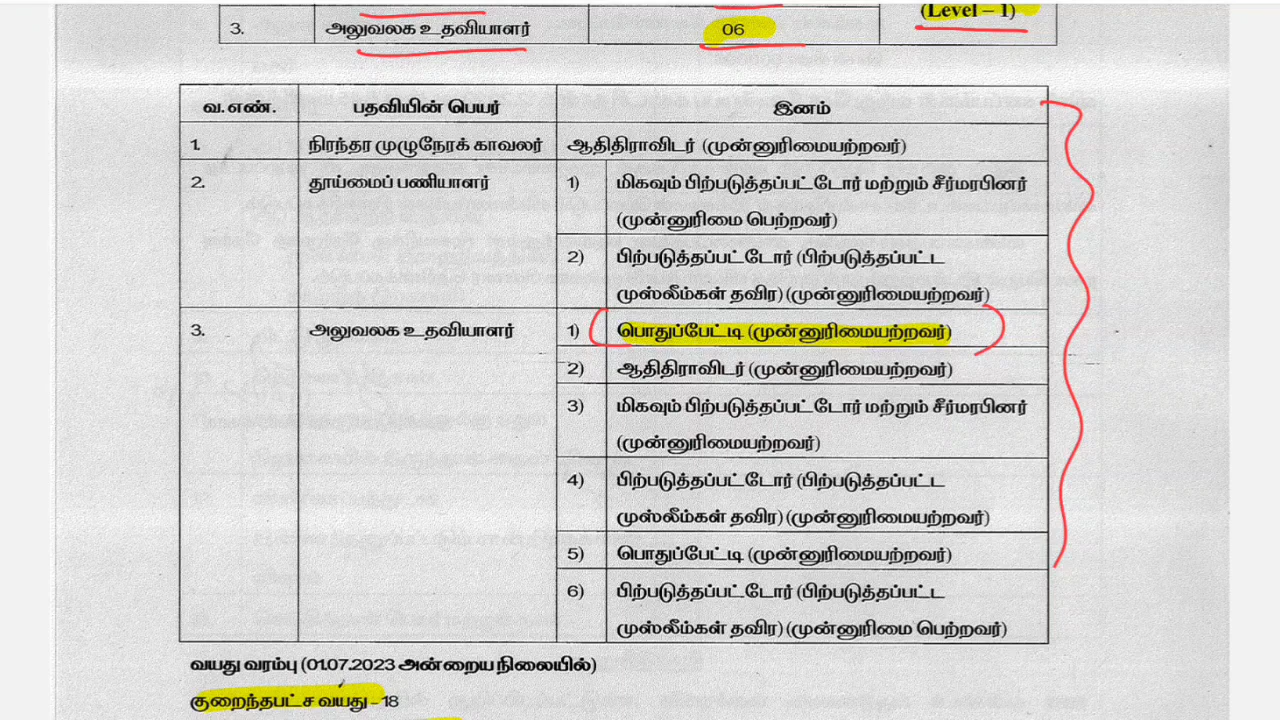 (Level – 1)
3. அலுவலக உதவியாளர் 06
வ.எண். பதவியின் பெயர் இனம்
1. நிரந்தர முழுநேரக் காவலர் ஆதிதிராவிடர் (முன்னுரிமையற்றவர்)
2. தூய்மைப் பணியாளர் 1) மிகவும் பிற்படுத்தப்பட்டோர் மற்றும் சீர்மரபினர்
(முன்னுரிமை பெற்றவர்)
2) பிற்படுத்தப்பட்டோர் (பிற்படுத்தப்பட்ட
முஸ்லீம்கள் தவிர) (முன்னுரிமையற்றவர்)
3. அலுவலக உதவியாளர் 1) பொதுப்பேட்டி (முன்னுரிமையற்றவர்)
2) ஆதிதிராவிடர் (முன்னுரிமையற்றவர்)
3) மிகவும் பிற்படுத்தப்பட்டோர் மற்றும் சீர்மரபினர்
(முன்னுரிமையற்றவர்)
4) பிற்படுத்தப்பட்டோர் (பிற்படுத்தப்பட்ட
முஸ்லீம்கள் தவிர) (முன்னுரிமையற்றவர்)
5) பொதுப்பேட்டி (முன்னுரிமையற்றவர்)
6) பிற்படுத்தப்பட்டோர் (பிற்படுத்தப்பட்ட
முஸ்லீம்கள் தவிர) (முன்னுரிமை பெற்றவர்)
வயது வரம்பு (01.07.2023 அன்றைய நிலையில்)
குறைந்தபட்ச வயது – 18